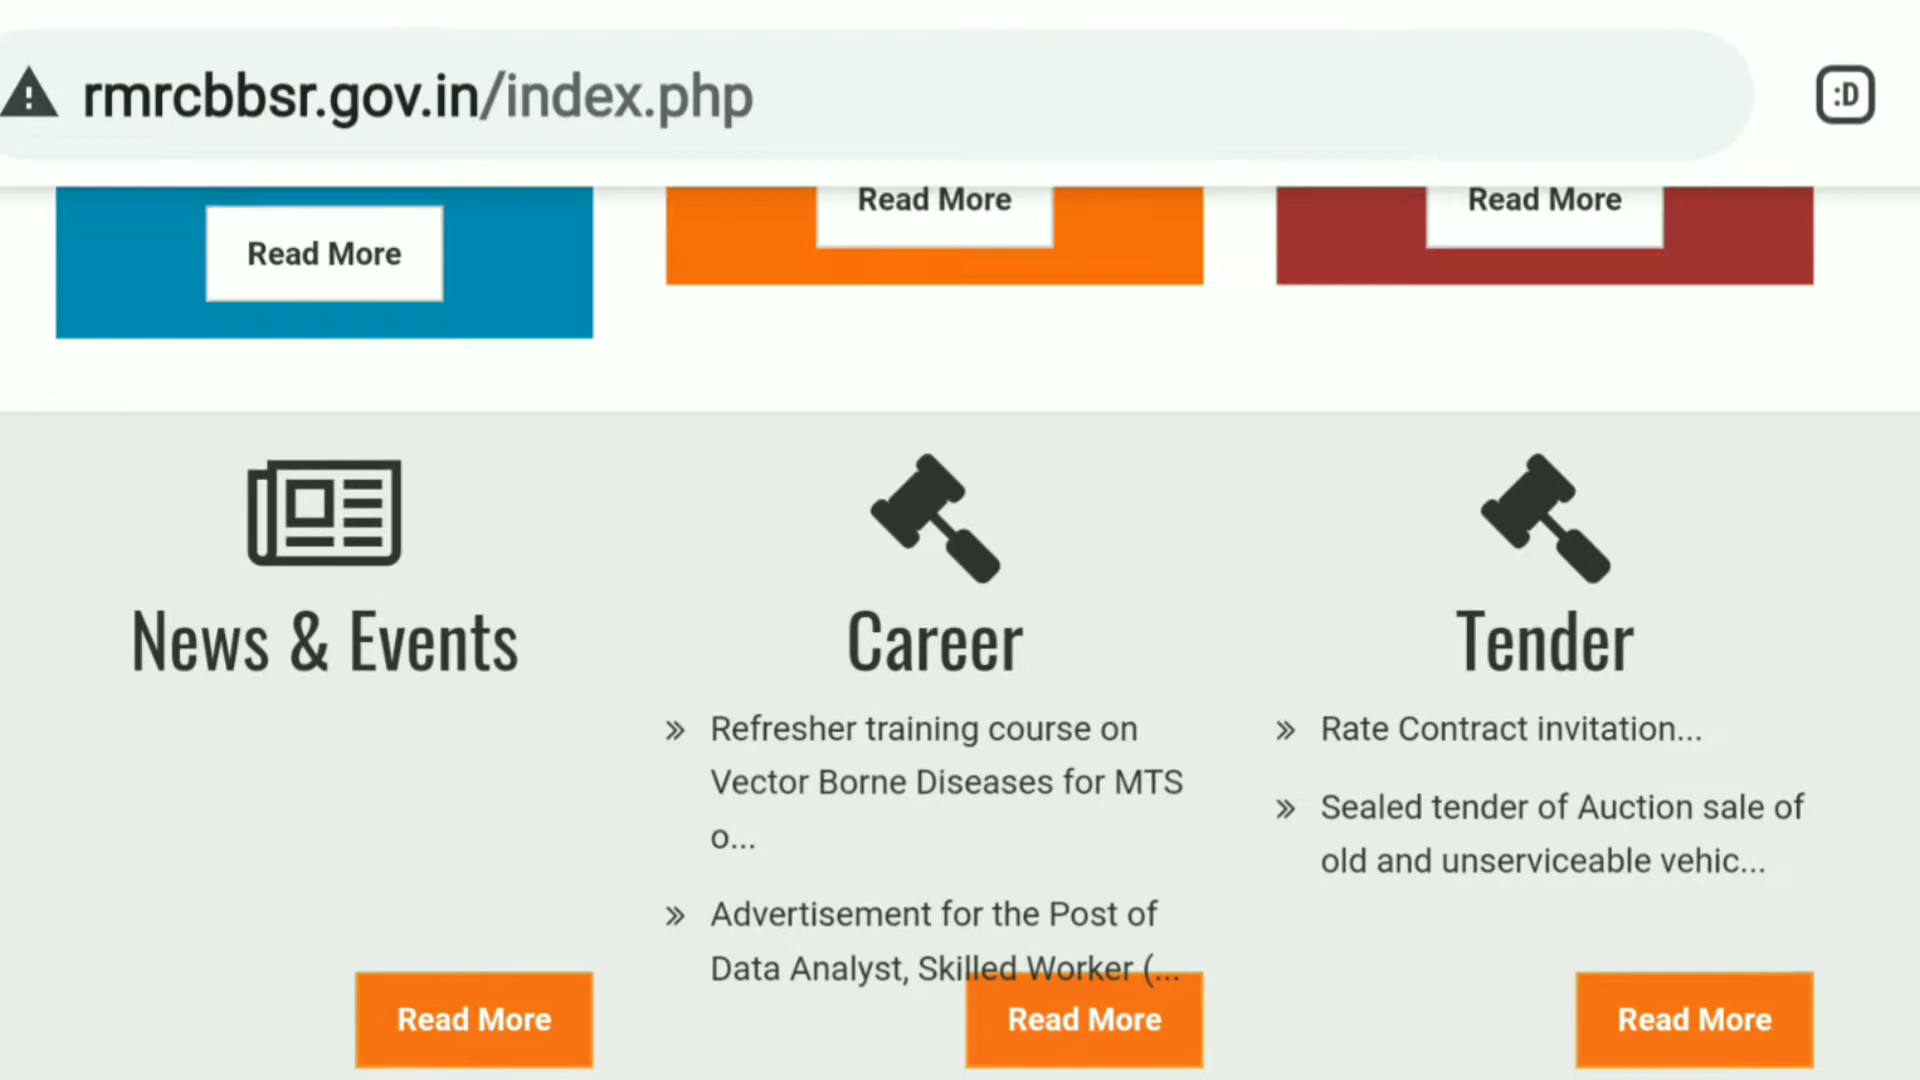 rmrcbbsr.gov.in/index.php
:D
Read More
Read More
Read More
News & Events
Career
Refresher training course on
Vector Borne Diseases for MTS
o...
Advertisement for the Post of
Data Analyst, Skilled Worker (...
Tender
Rate Contract invitation...
Sealed tender of Auction sale of
old and unserviceable vehic...
Read More
Read More
Read More